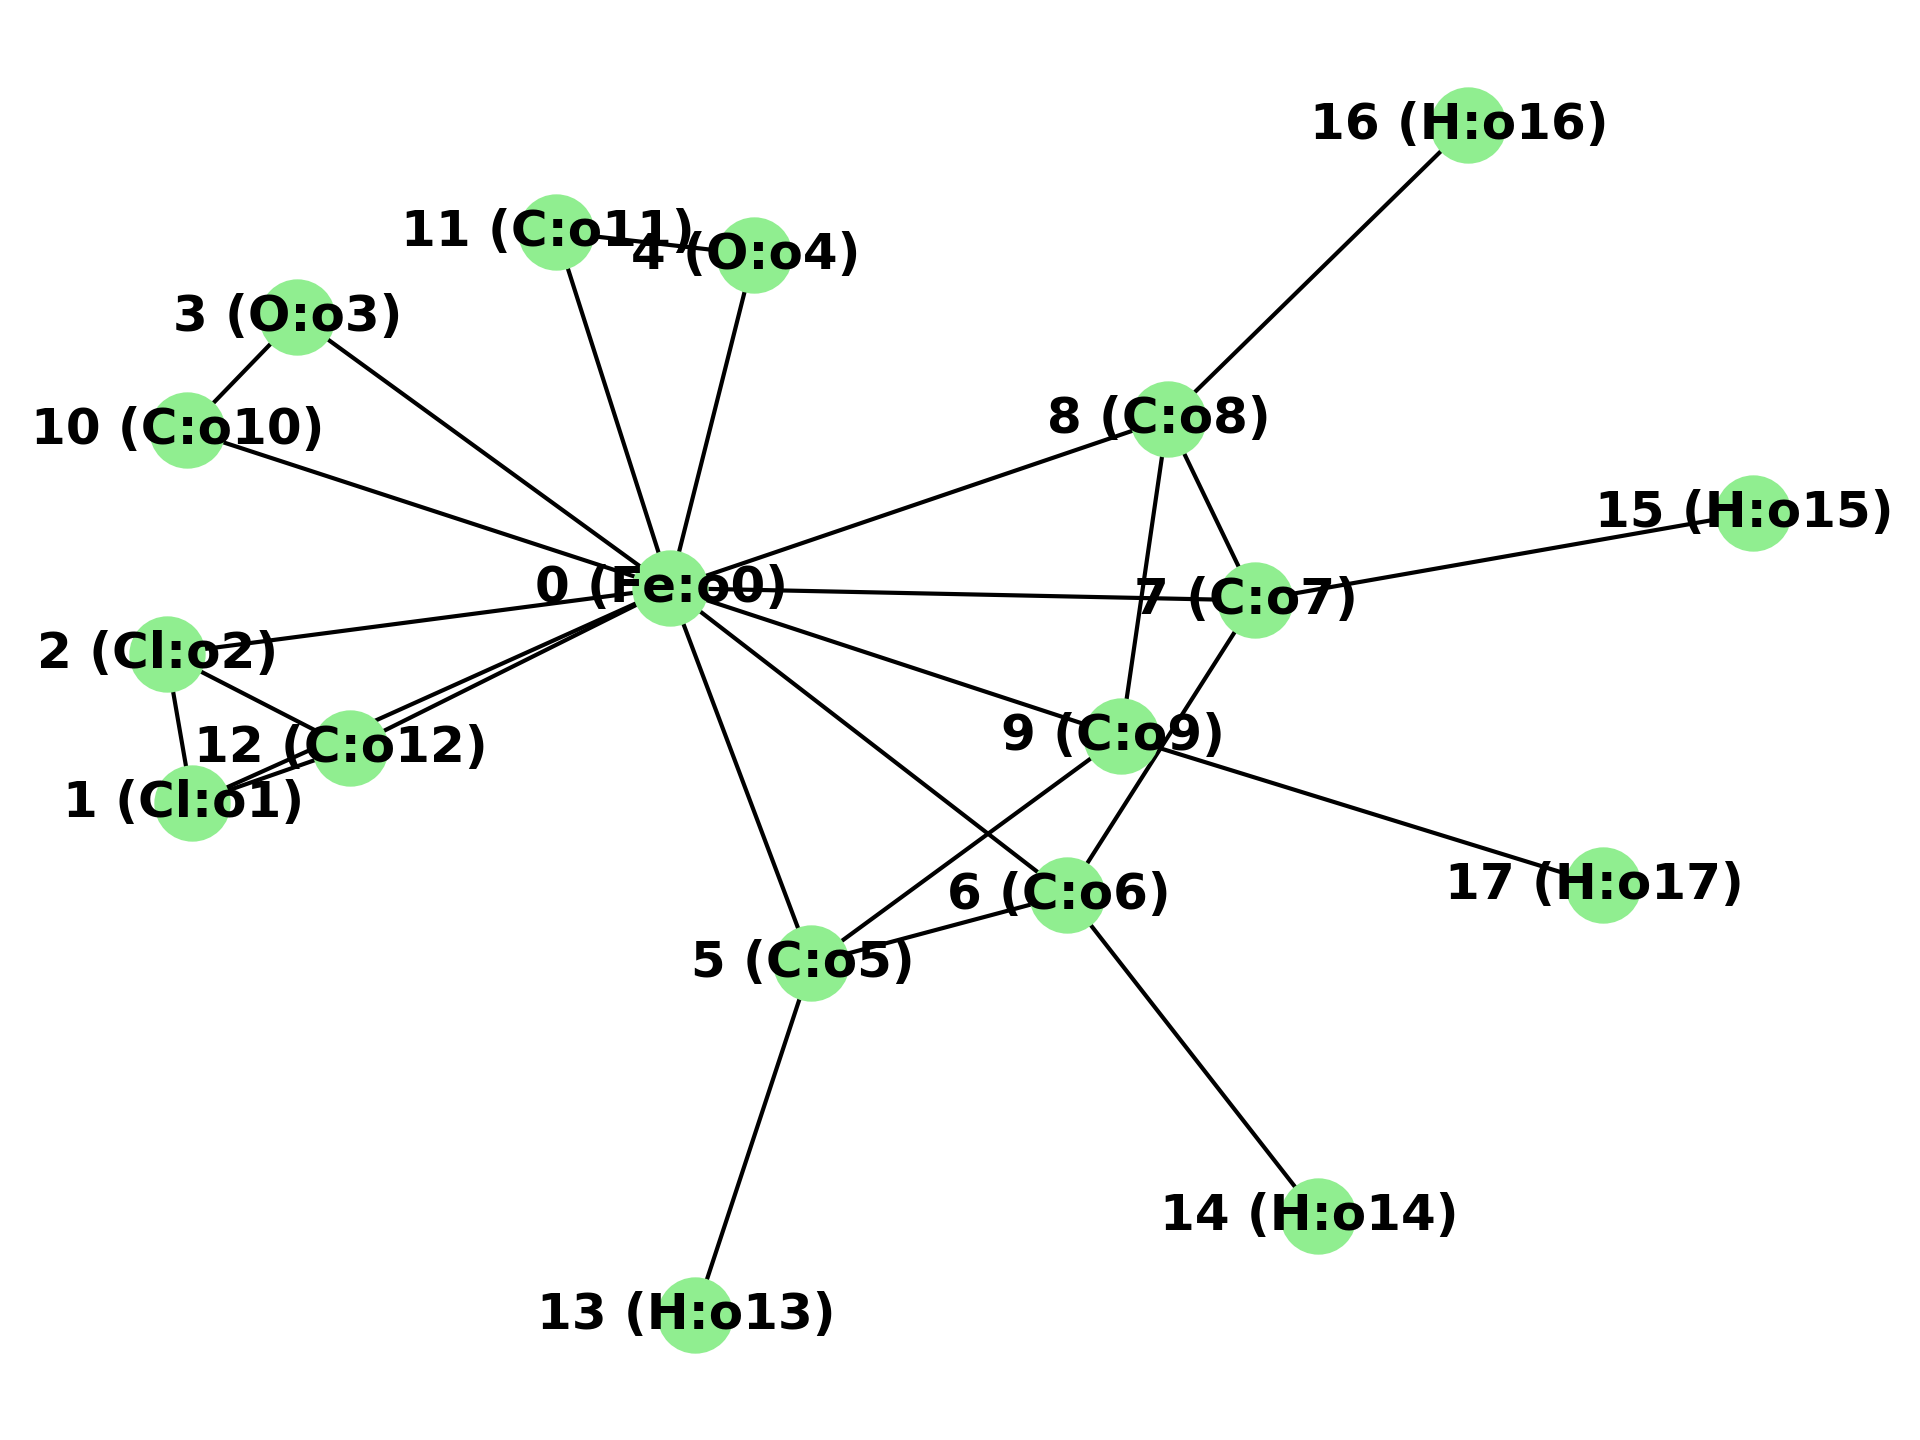 16 (H:o16)
11 (C:o11)
4 (O:o4)
3 (O:o3)
8 (C:o8)
10 (C:o10)
15 (H:o15)
0 (Fe:o0)
7 (C:o7)
2 (Cl:o2)
9 (C:o9)
12 (C:o12)
1 (Cl:o1)
17 (H:o17)
6 (C:o6)
5 (C:o5)
14 (H:o14)
13 (H:o13)